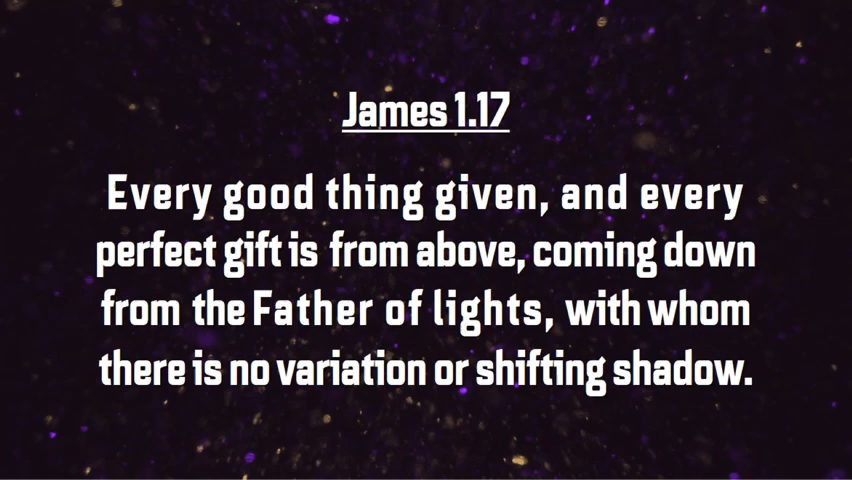 James 1.17
Every good thing given, and every
perfect gift is from above, coming down
from the Father of lights, with whom
there is no variation or shifting shadow.